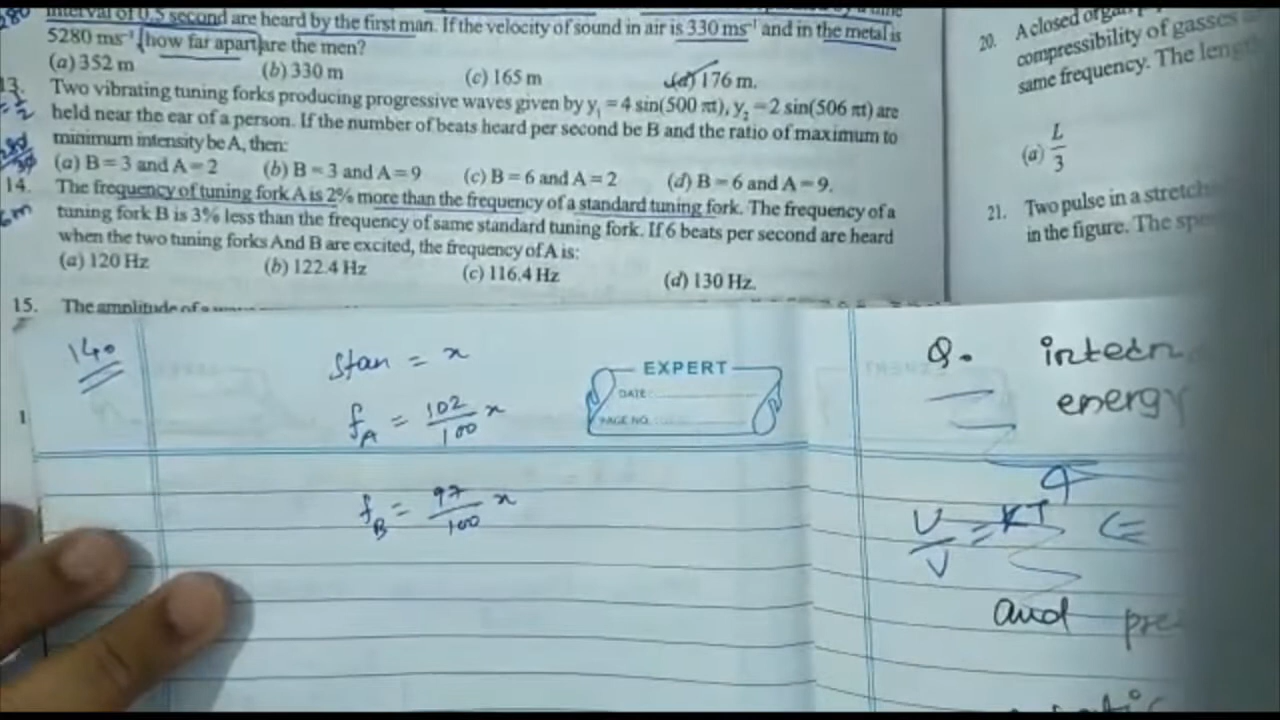 interval of 0.5 second are heard by the first man. If the velocity of sound in air is 330 ms⁻¹ and in the metal is
5280 ms⁻¹, how far apart are the men?
(a) 352 m (b) 330 m (c) 165 m (d) 176 m.
13. Two vibrating tuning forks producing progressive waves given by y₁ = 4 sin(500 πt), y₂ = 2 sin(506 πt) are
held near the ear of a person. If the number of beats heard per second be B and the ratio of maximum to
minimum intensity be A, then:
(a) B = 3 and A = 2 (b) B = 3 and A = 9 (c) B = 6 and A = 2 (d) B = 6 and A = 9.
14. The frequency of tuning fork A is 2% more than the frequency of a standard tuning fork. The frequency of a
tuning fork B is 3% less than the frequency of same standard tuning fork. If 6 beats per second are heard
when the two tuning forks And B are excited, the frequency of A is:
(a) 120 Hz (b) 122.4 Hz (c) 116.4 Hz (d) 130 Hz.
15. The amplitude of a
20. A closed organ
compressibility of gasses
same frequency. The length
(a) L/3
21. Two pulse in a stretch
in the figure. The spe
140
Stan = x
f_A = 102/100 x
f_B = 97/100 x
EXPERT
DATE
PAGE NO.
Q. intern
energy
U/V = KT
and pre